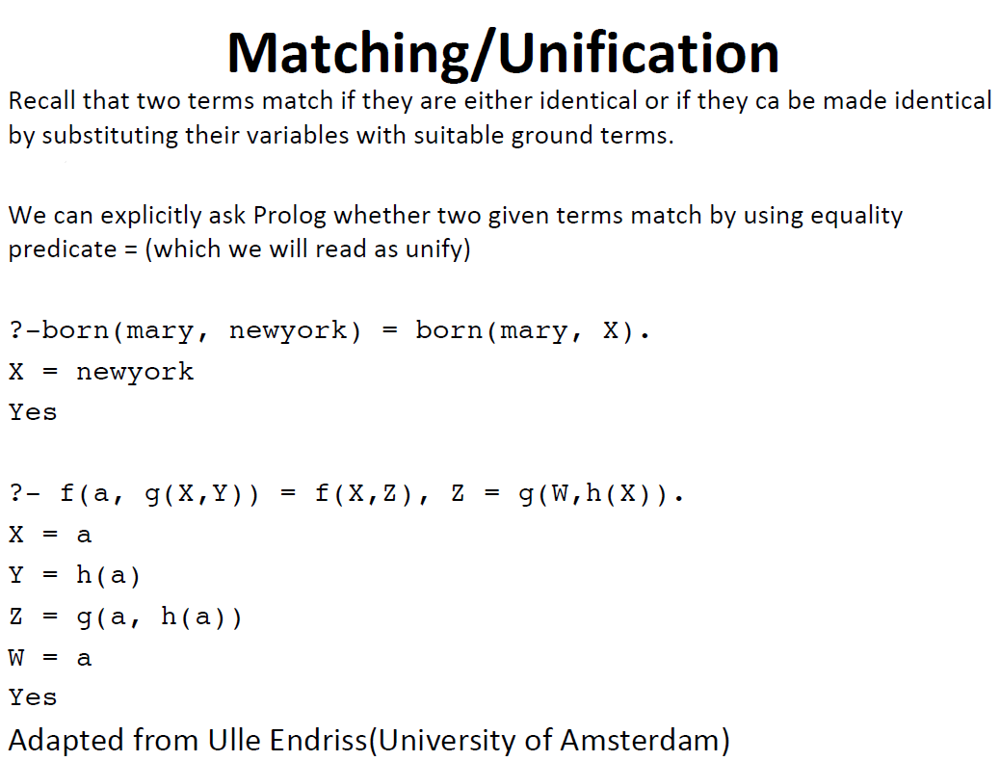 Matching/Unification
Recall that two terms match if they are either identical or if they ca be made identical
by substituting their variables with suitable ground terms.
We can explicitly ask Prolog whether two given terms match by using equality
predicate = (which we will read as unify)
?-born(mary, newyork) = born(mary, X).
X = newyork
Yes
?- f(a, g(X,Y)) = f(X,Z), Z = g(W,h(X)).
X = a
Y = h(a)
Z = g(a, h(a))
W = a
Yes
Adapted from Ulle Endriss(University of Amsterdam)